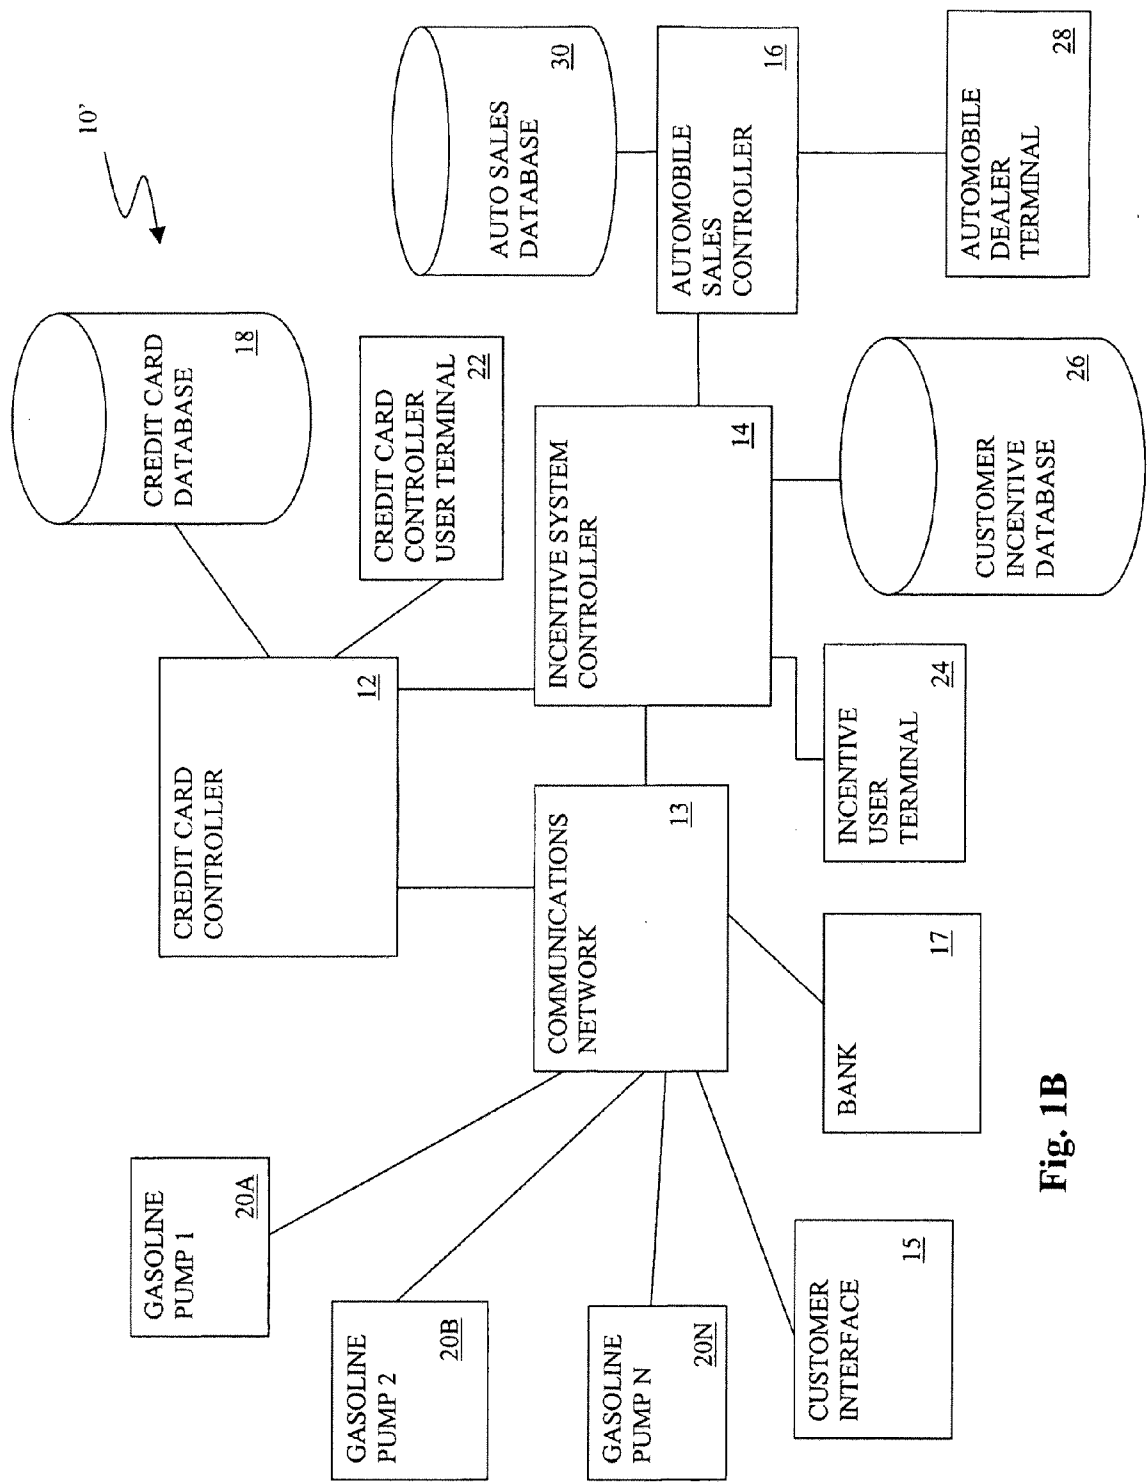 10'
CREDIT CARD
DATABASE
18
CREDIT CARD
CONTROLLER
12
CREDIT CARD
CONTROLLER
USER TERMINAL
22
AUTO SALES
DATABASE
30
GASOLINE
PUMP 1
20A
GASOLINE
PUMP 2
20B
GASOLINE
PUMP N
20N
CUSTOMER
INTERFACE
15
COMMUNICATIONS
NETWORK
13
INCENTIVE SYSTEM
CONTROLLER
14
AUTOMOBILE
SALES
CONTROLLER
16
BANK
17
INCENTIVE
USER
TERMINAL
24
CUSTOMER
INCENTIVE
DATABASE
26
AUTOMOBILE
DEALER
TERMINAL
28
Fig. 1B